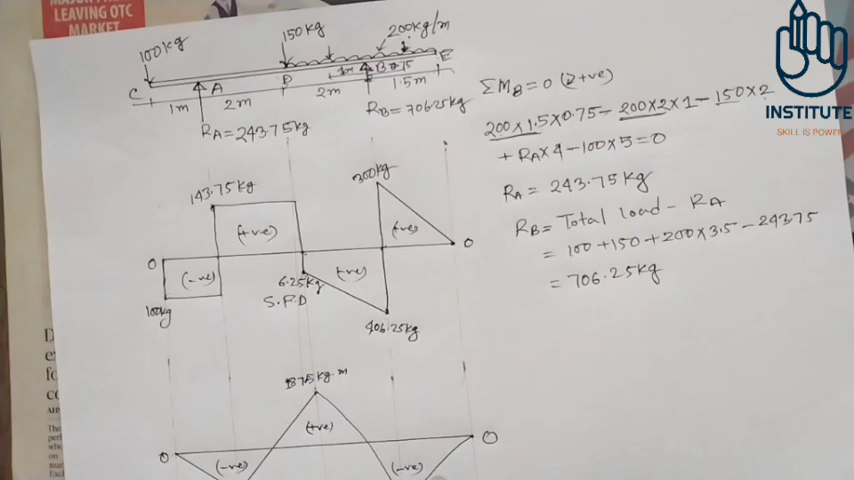 LEAVING OTC
MARKET
INSTITUTE
SKILL IS POWER
100kg
150kg
200kg/m
C
A
D
1m
B
0.75
E
1m
2m
2m
1.5m
RA=243.75kg
RB=706.25kg
ΣMB=0 (2+ve)
200×1.5×0.75- 200×2×1-150×2
+RA×4-100×5=0
RA= 243.75kg
RB= Total load- RA
= 100+150+200×3.5-243.75
= 706.25kg
143.75kg
300kg
(+ve)
(+ve)
0
0
(-ve)
6.25kg
(+ve)
S.F.D
100kg
406.25kg
(+ve)
0
0
(-ve)
(-ve)